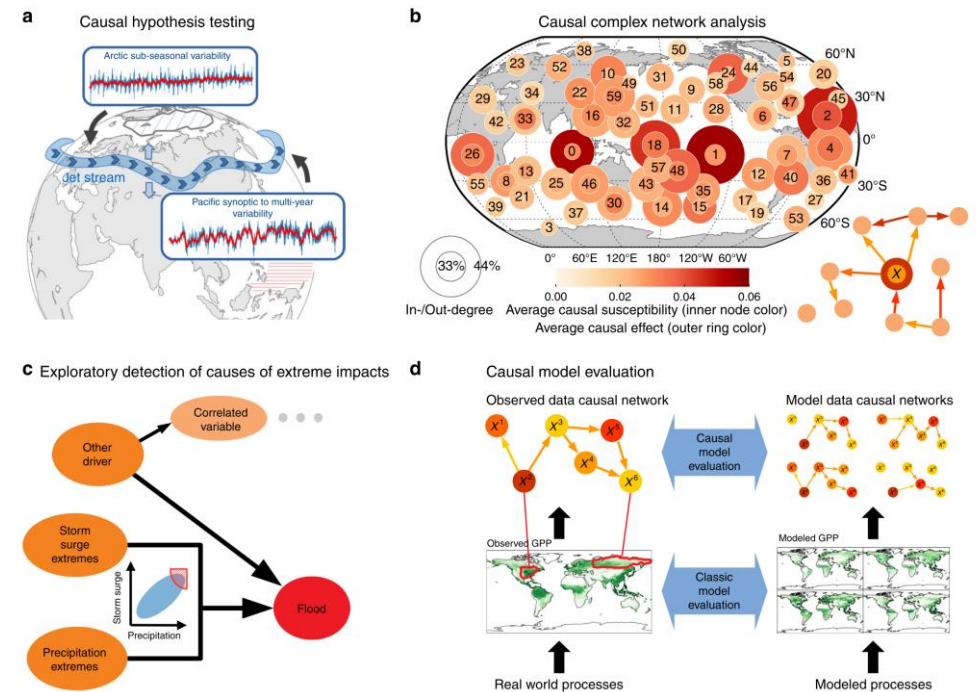 a
Causal hypothesis testing
Arctic sub-seasonal variability
Jet stream
Pacific synoptic to multi-year
variability
b
Causal complex network analysis
38
50
60°N
23
52
10
49
31
24
44
5
20
58
54
56
29
34
22
59
9
30°N
45
51
11
28
47
2
42
33
16
32
6
0°
26
0
18
1
7
4
57
48
13
12
41
55
8
25
46
43
35
40
36
30°S
39
21
30
14
15
17
27
37
19
53
60°S
3
0°
60°E
120°E
180°
120°W
60°W
33%
44%
In-/Out-degree
0.00
0.02
0.04
0.06
Average causal susceptibility (inner node color)
Average causal effect (outer ring color)
X
c
Exploratory detection of causes of extreme impacts
Correlated
variable
Other
driver
Storm
surge
extremes
Storm surge
Precipitation
Flood
Precipitation
extremes
d
Causal model evaluation
Observed data causal network
Model data causal networks
X1
X3
X5
X4
X2
X6
Causal
model
evaluation
Observed GPP
Modeled GPP
Classic
model
evaluation
Real world processes
Modeled processes